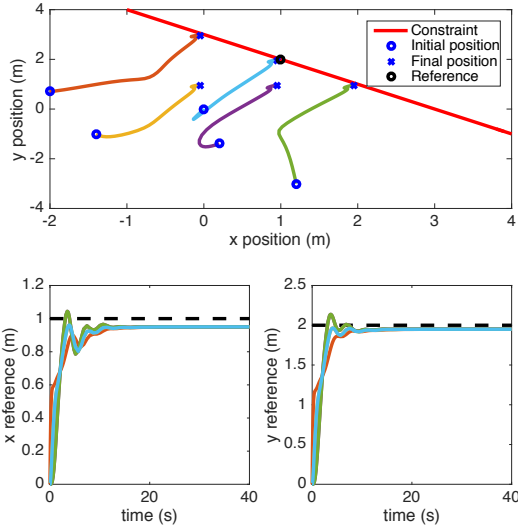 4
2
0
-2
-4
y position (m)
Constraint
Initial position
Final position
Reference
-2 -1 0 1 2 3 4
x position (m)
1.2
1
0.8
0.6
0.4
0.2
0
x reference (m)
0 20 40
time (s)
2.5
2
1.5
1
0.5
0
y reference (m)
0 20 40
time (s)